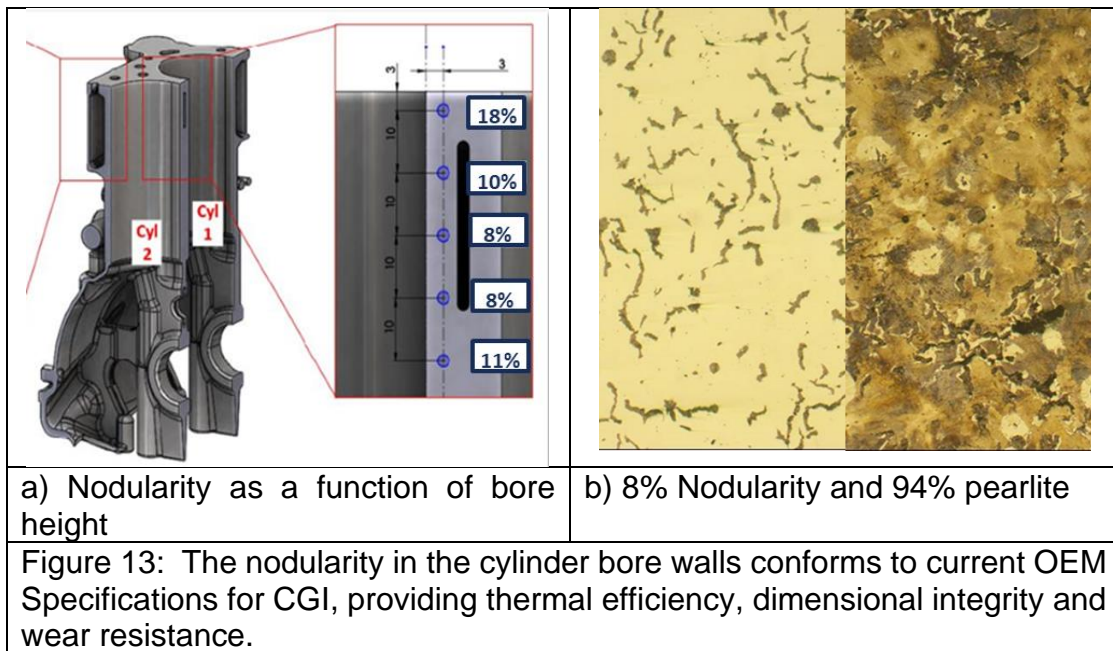 3
3
18%
10
10%
10
8%
10
8%
10
11%
Cyl
1
Cyl
2
a) Nodularity as a function of bore
height
b) 8% Nodularity and 94% pearlite
Figure 13: The nodularity in the cylinder bore walls conforms to current OEM
Specifications for CGI, providing thermal efficiency, dimensional integrity and
wear resistance.